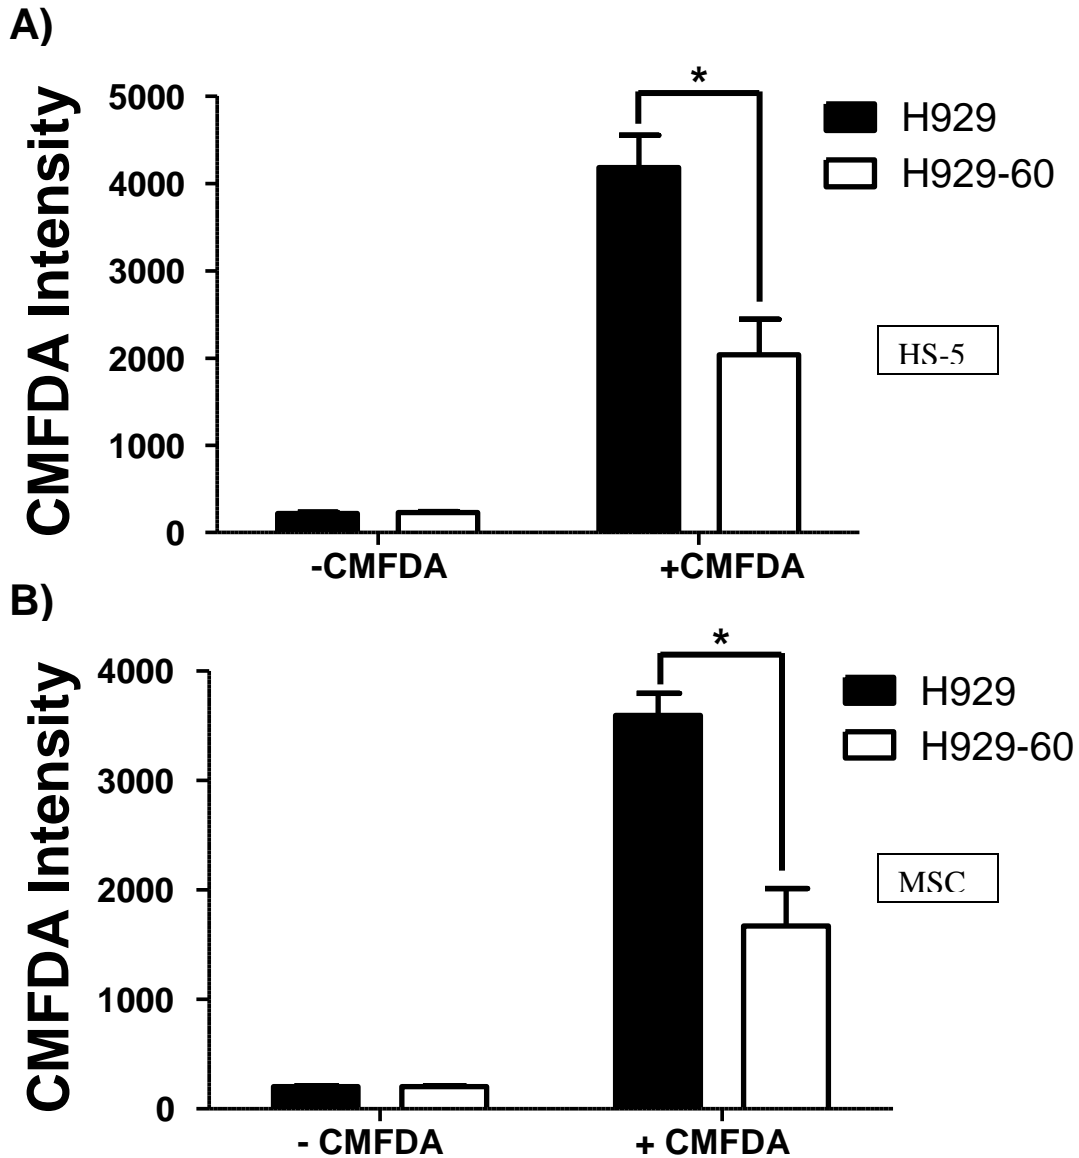 A)
*
5000
4000
3000
2000
1000
0
CMFDA Intensity
H929
H929-60
HS-5
-CMFDA
+CMFDA
B)
*
4000
3000
2000
1000
0
CMFDA Intensity
H929
H929-60
MSC
- CMFDA
+ CMFDA